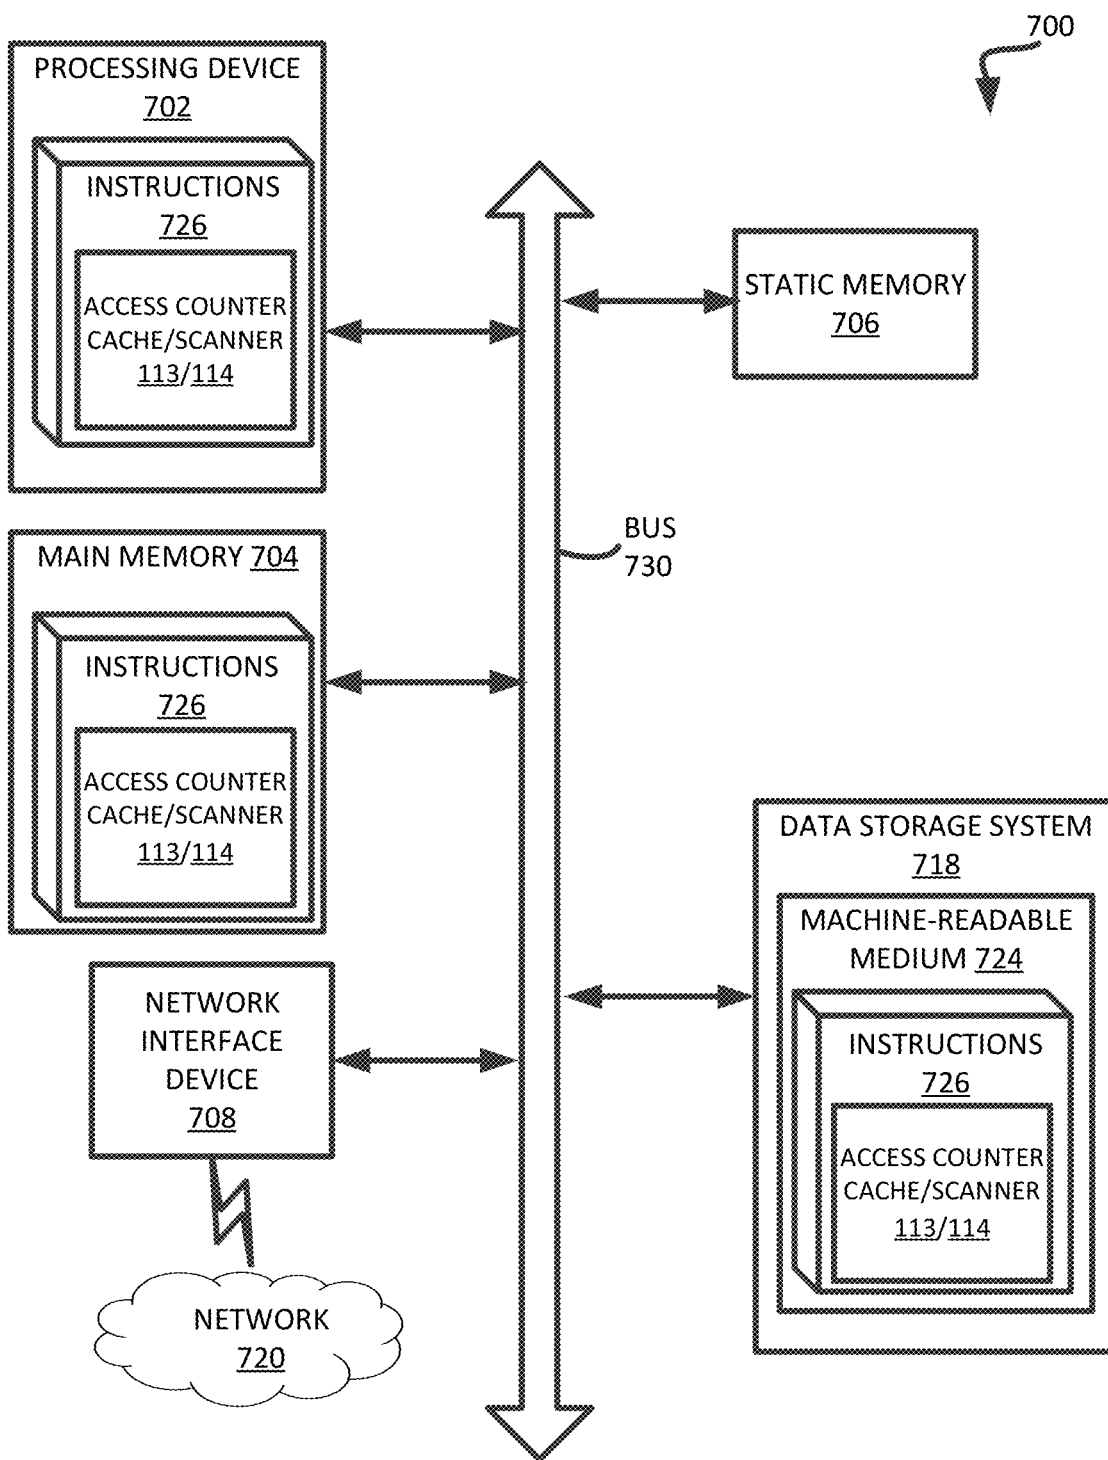 700
PROCESSING DEVICE
702
INSTRUCTIONS
726
ACCESS COUNTER
CACHE/SCANNER
113/114
STATIC MEMORY
706
BUS
730
MAIN MEMORY 704
INSTRUCTIONS
726
ACCESS COUNTER
CACHE/SCANNER
113/114
DATA STORAGE SYSTEM
718
MACHINE-READABLE
MEDIUM 724
INSTRUCTIONS
726
ACCESS COUNTER
CACHE/SCANNER
113/114
NETWORK
INTERFACE
DEVICE
708
NETWORK
720